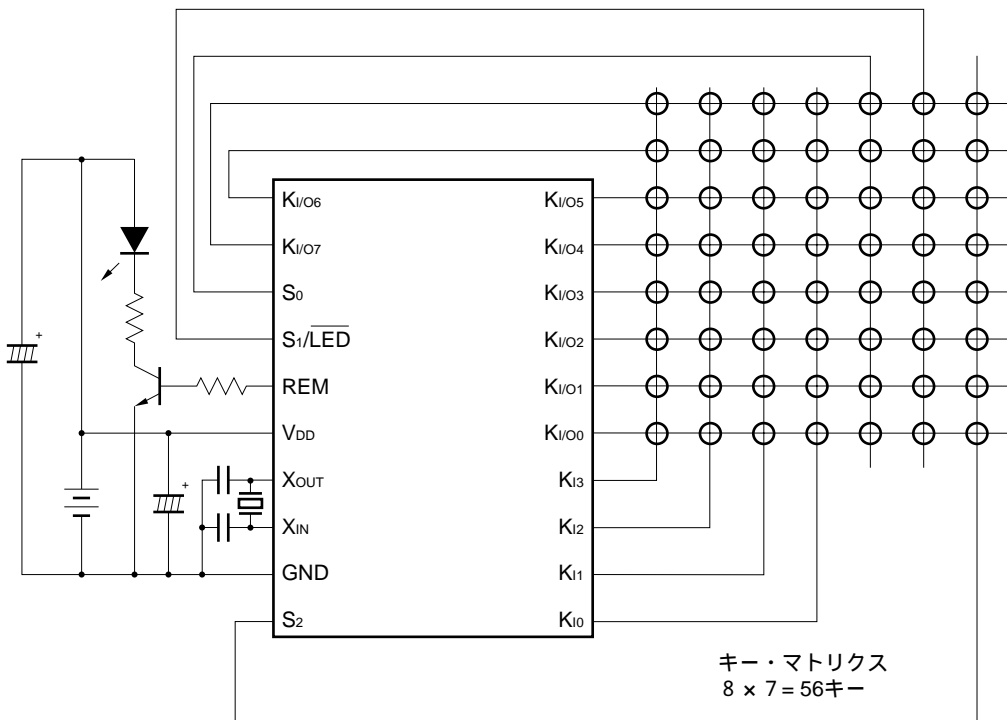 KI/O6
KI/O7
S0
S1/LED
REM
VDD
XOUT
XIN
GND
S2
KI/O5
KI/O4
KI/O3
KI/O2
KI/O1
KI/O0
KI3
KI2
KI1
KI0
+
+
キー・マトリクス
8 × 7 = 56キー